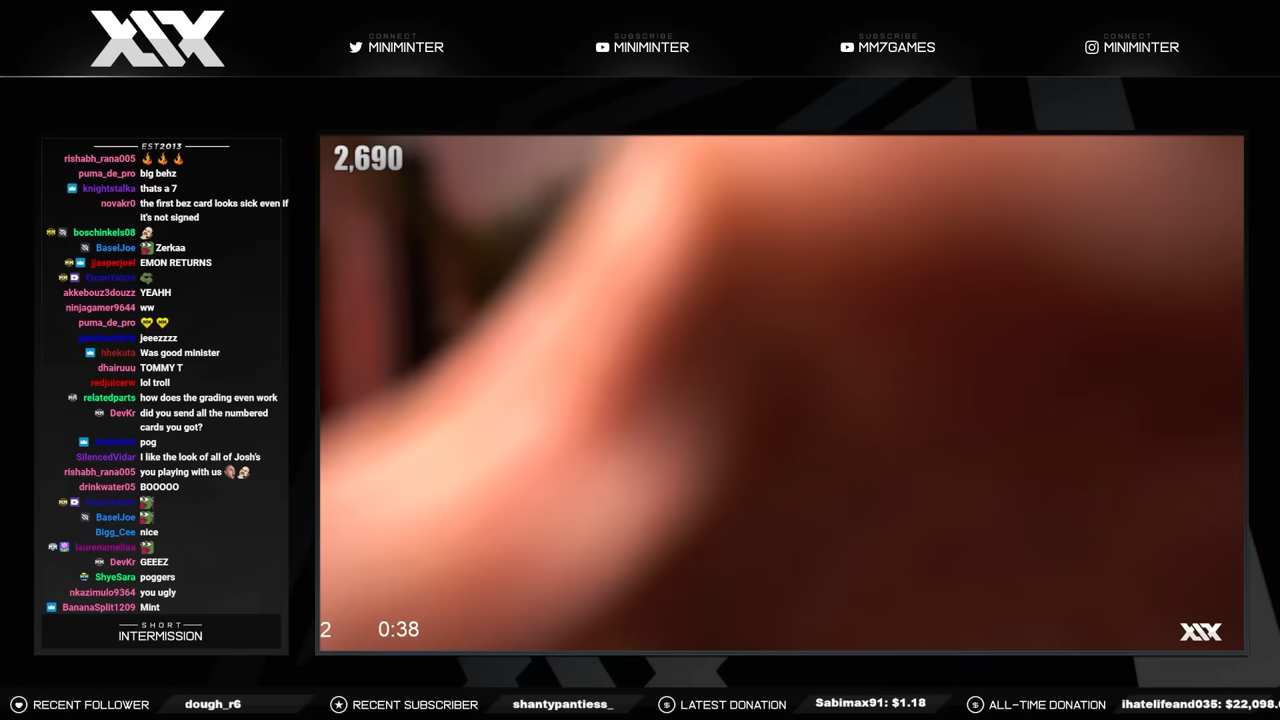 XIX
CONNECT
MINIMINTER
SUBSCRIBE
MINIMINTER
SUBSCRIBE
MM7GAMES
CONNECT
MINIMINTER
EST2013
rishabh_rana005
puma_de_pro big behz
knightstalka thats a 7
novakr0 the first bez card looks sick even if
it's not signed
boschinkels08
BaselJoe Zerkaa
jjasperjoel EMON RETURNS
akkebouz3douzz YEAHH
ninjagamer9644 ww
puma_de_pro
jeeezzzz
hhekuta Was good minister
dhairuuu TOMMY T
redjuicerw lol troll
relatedparts how does the grading even work
DevKr did you send all the numbered
cards you got?
pog
SilencedVidar I like the look of all of Josh's
rishabh_rana005 you playing with us
drinkwater05 BOOOOO
BaselJoe
Bigg_Cee nice
laurenameliaa
DevKr GEEEZ
ShyeSara poggers
nkazimulo9364 you ugly
BananaSplit1209 Mint
SHORT
INTERMISSION
2,690
2 0:38
XIX
RECENT FOLLOWER dough_r6 RECENT SUBSCRIBER shantypantiess_ LATEST DONATION Sabimax91: $1.18 ALL-TIME DONATION ihatelifeand035: $22,098.